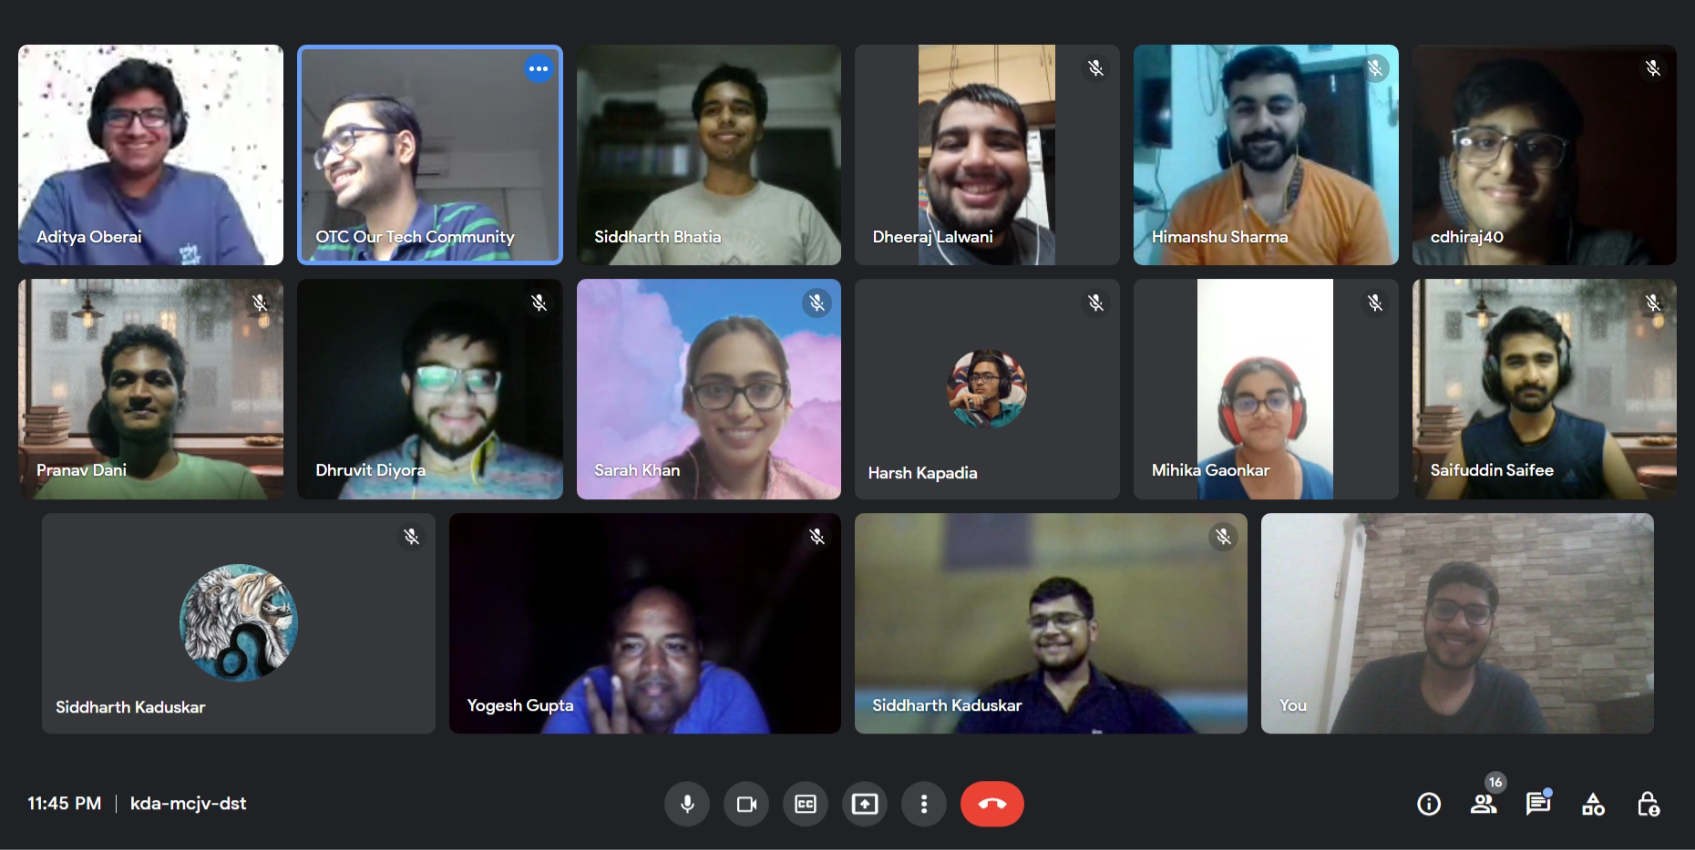 Aditya Oberai
OTC Our Tech Community
Siddharth Bhatia
Dheeraj Lalwani
Himanshu Sharma
cdhiraj40
Pranav Dani
Dhruvit Diyora
Sarah Khan
Harsh Kapadia
Mihika Gaonkar
Saifuddin Saifee
Siddharth Kaduskar
Yogesh Gupta
Siddharth Kaduskar
You
11:45 PM | kda-mcjv-dst
CC
16